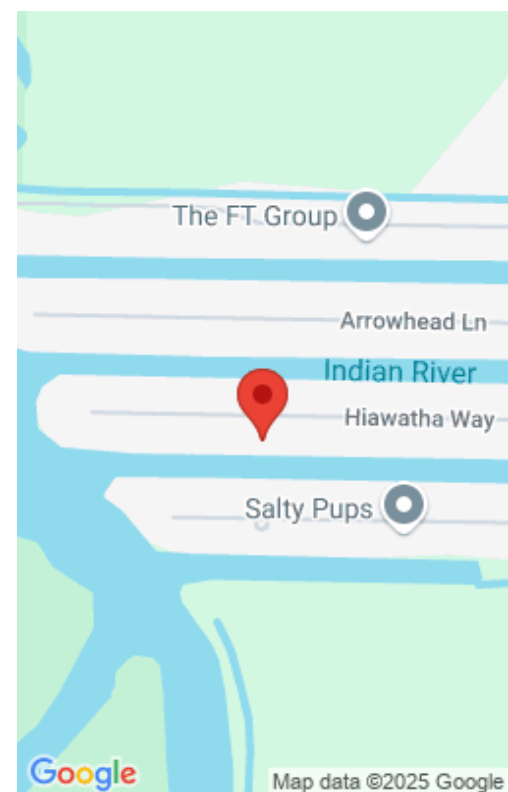 The FT Group
Arrowhead Ln
Indian River
Hiawatha Way
Salty Pups
Google
Map data ©2025 Google